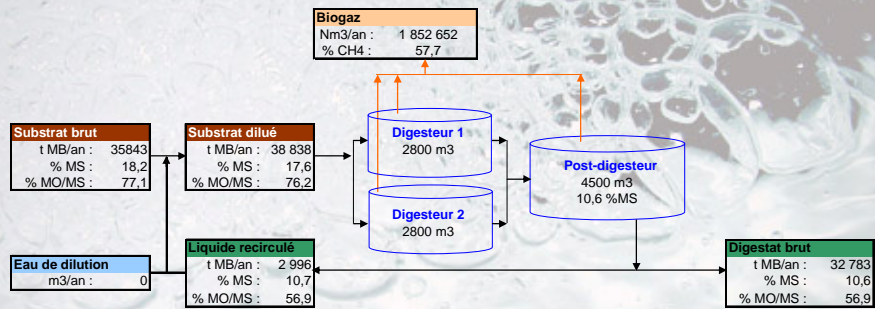 Biogaz
Nm3/an : 1 852 652
% CH4 : 57,7
Substrat brut
t MB/an : 35843
% MS : 18,2
% MO/MS : 77,1
Substrat dilué
t MB/an : 38 838
% MS : 17,6
% MO/MS : 76,2
Digesteur 1
2800 m3
Digesteur 2
2800 m3
Post-digesteur
4500 m3
10,6 %MS
Eau de dilution
m3/an : 0
Liquide recirculé
t MB/an : 2 996
% MS : 10,7
% MO/MS : 56,9
Digestat brut
t MB/an : 32 783
% MS : 10,6
% MO/MS : 56,9